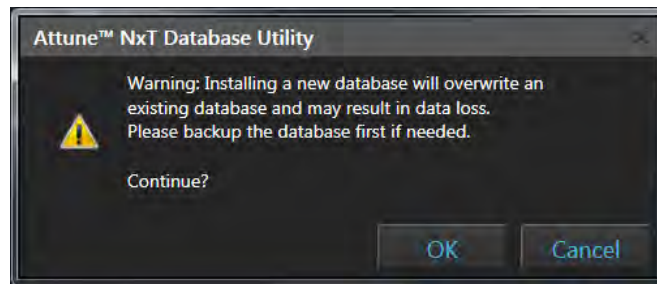 Attune™ NxT Database Utility
Warning: Installing a new database will overwrite an
existing database and may result in data loss.
Please backup the database first if needed.
Continue?
OK
Cancel